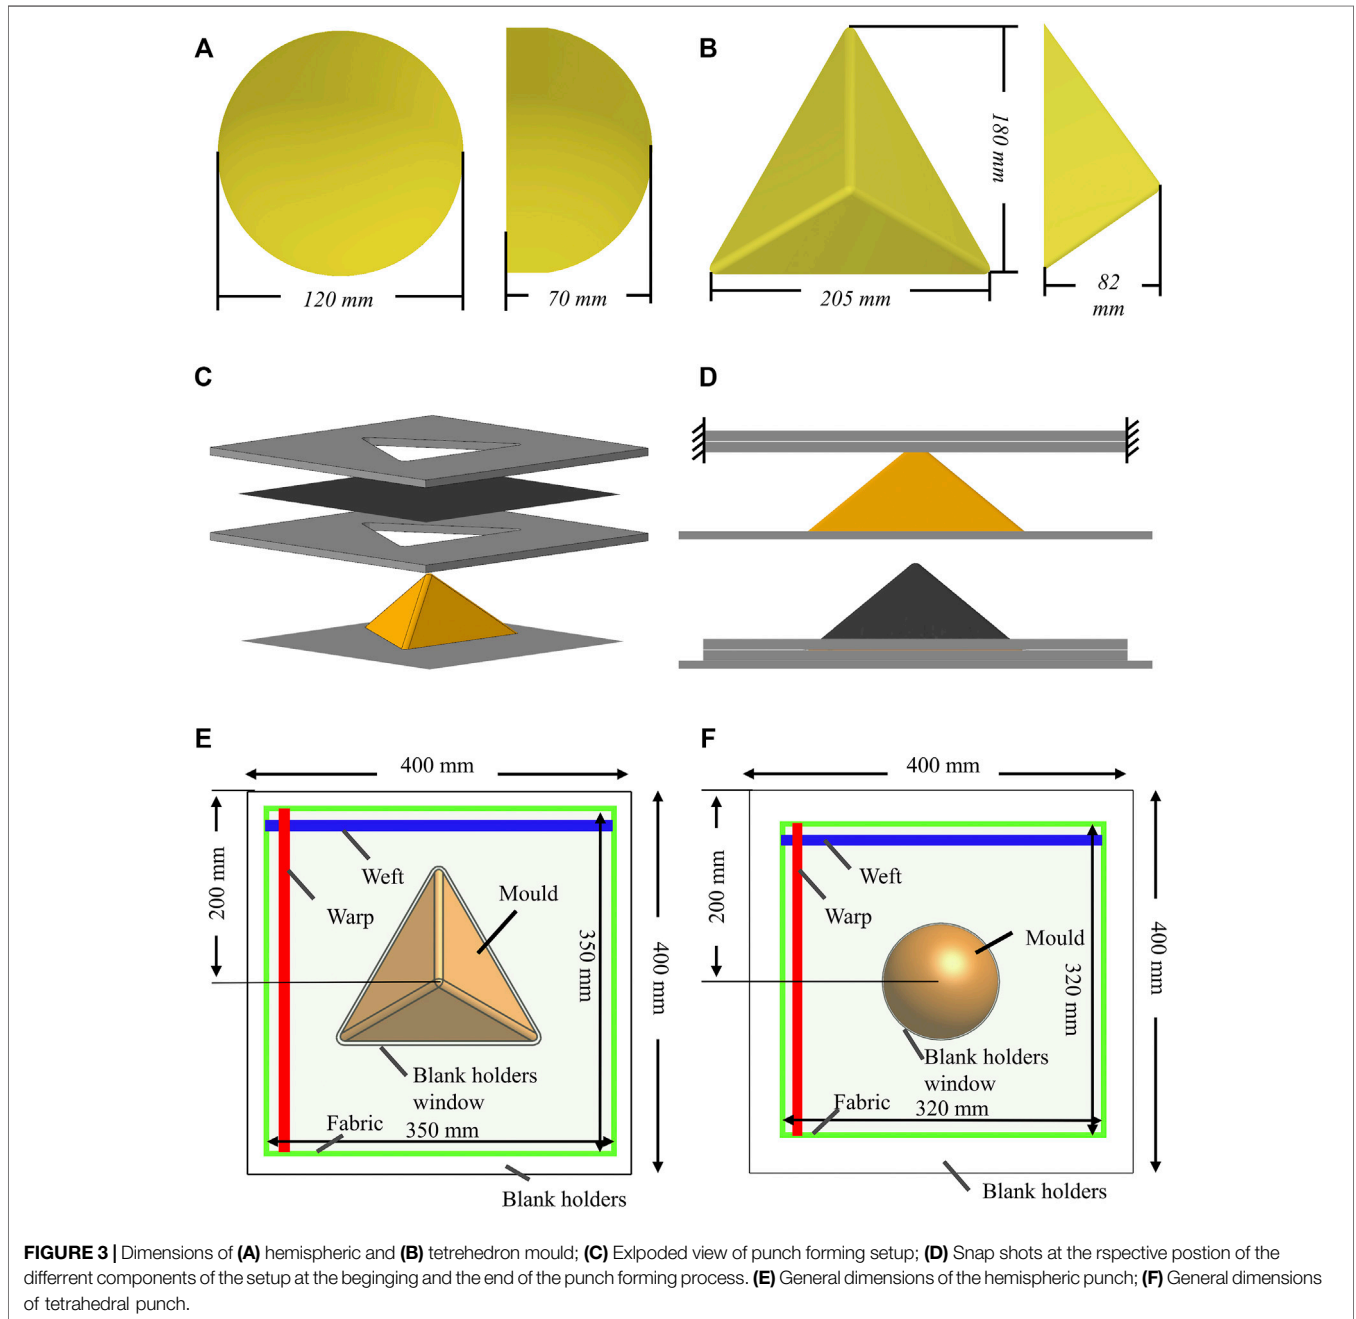 A
B
120 mm
70 mm
180 mm
205 mm
82
mm
C
D
E
F
400 mm
200 mm
Weft
Warp
Mould
350 mm
400 mm
Blank holders
window
Fabric
350 mm
Blank holders
400 mm
200 mm
Weft
Warp
Mould
320 mm
400 mm
Blank holders
window
Fabric
320 mm
Blank holders
FIGURE 3 | Dimensions of (A) hemispheric and (B) tetrehedron mould; (C) Exlpoded view of punch forming setup; (D) Snap shots at the rspective postion of the
differrent components of the setup at the beginging and the end of the punch forming process. (E) General dimensions of the hemispheric punch; (F) General dimensions
of tetrahedral punch.